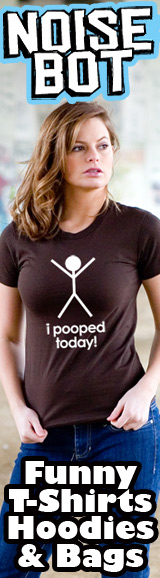 NOISE
BOT
i pooped
today!
Funny
T-Shirts
Hoodies
& Bags